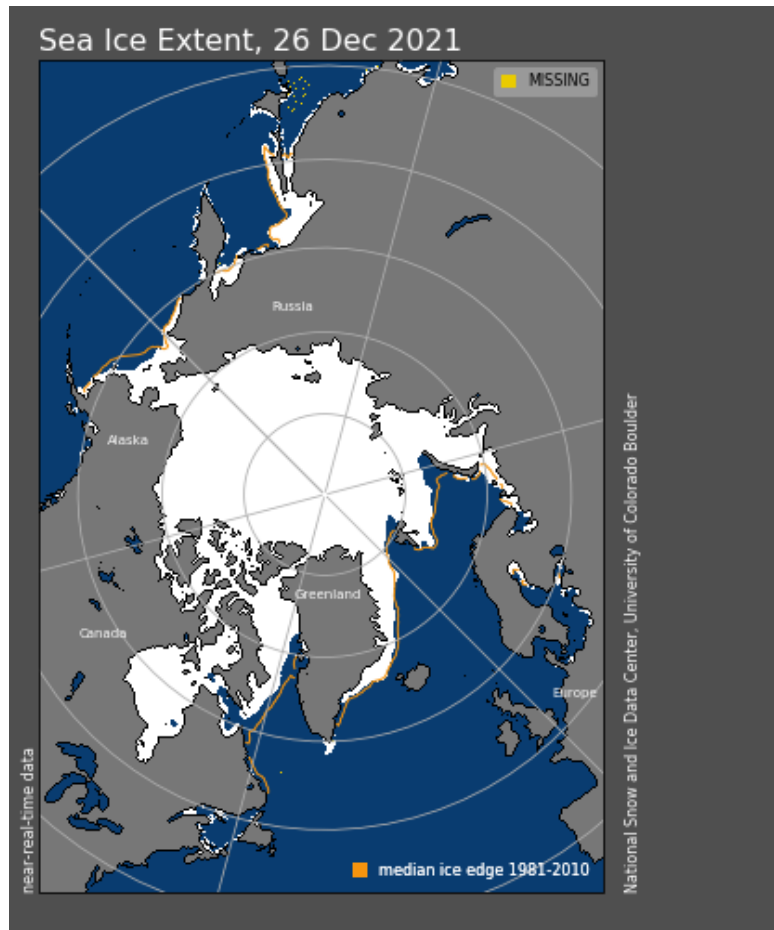 Sea Ice Extent, 26 Dec 2021
MISSING
Russia
Alaska
Greenland
Canada
Europe
near-real-time data
National Snow and Ice Data Center, University of Colorado Boulder
median ice edge 1981-2010